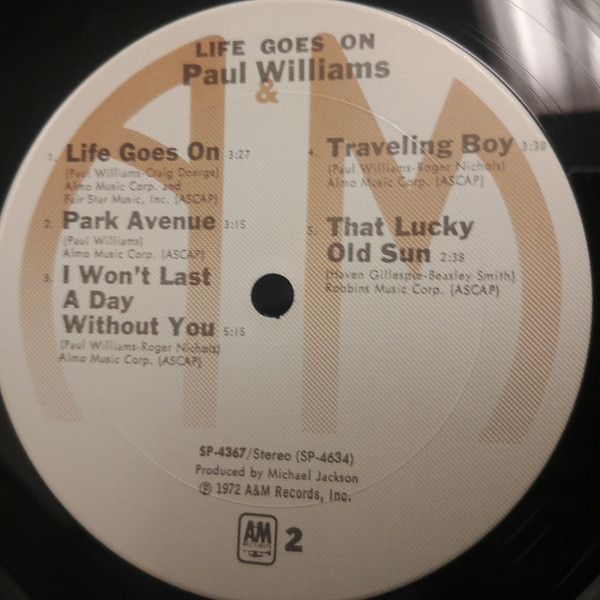 LIFE GOES ON
Paul Williams
&
1. Life Goes On 3:27
(Paul Williams-Craig Doerge)
Almo Music Corp. and
Fair Star Music, Inc. (ASCAP)
2. Park Avenue 3:15
(Paul Williams)
Almo Music Corp. (ASCAP)
3. I Won't Last
A Day
Without You 5:15
(Paul Williams-Roger Nichols)
Almo Music Corp. (ASCAP)
4. Traveling Boy 3:38
(Paul Williams-Roger Nichols)
Almo Music Corp. (ASCAP)
5. That Lucky
Old Sun 2:38
(Haven Gillespie-Beasley Smith)
Robbins Music Corp. (ASCAP)
SP-4367/Stereo (SP-4634)
Produced by Michael Jackson
℗ 1972 A&M Records, Inc.
A&M
RECORDS
2